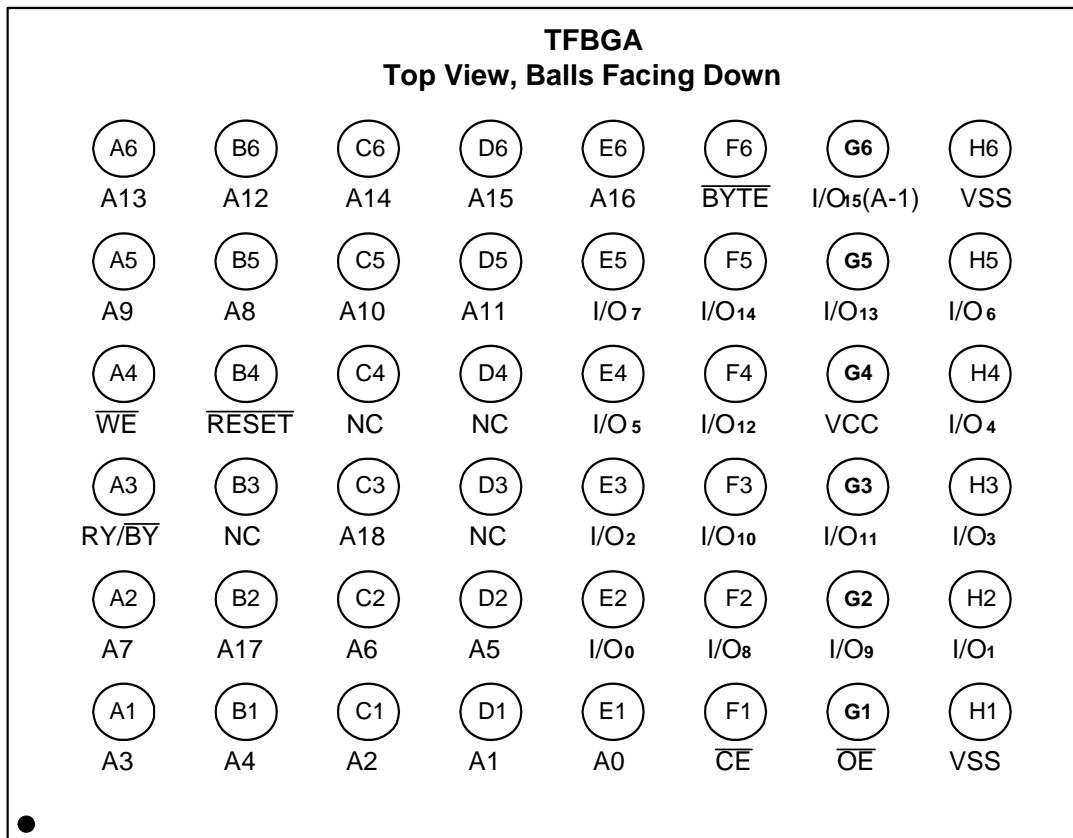 TFBGA
Top View, Balls Facing Down
A6 B6 C6 D6 E6 F6 G6 H6
A13 A12 A14 A15 A16 BYTE I/O15(A-1) VSS
A5 B5 C5 D5 E5 F5 G5 H5
A9 A8 A10 A11 I/O7 I/O14 I/O13 I/O6
A4 B4 C4 D4 E4 F4 G4 H4
WE RESET NC NC I/O5 I/O12 VCC I/O4
A3 B3 C3 D3 E3 F3 G3 H3
RY/BY NC A18 NC I/O2 I/O10 I/O11 I/O3
A2 B2 C2 D2 E2 F2 G2 H2
A7 A17 A6 A5 I/O0 I/O8 I/O9 I/O1
A1 B1 C1 D1 E1 F1 G1 H1
A3 A4 A2 A1 A0 CE OE VSS